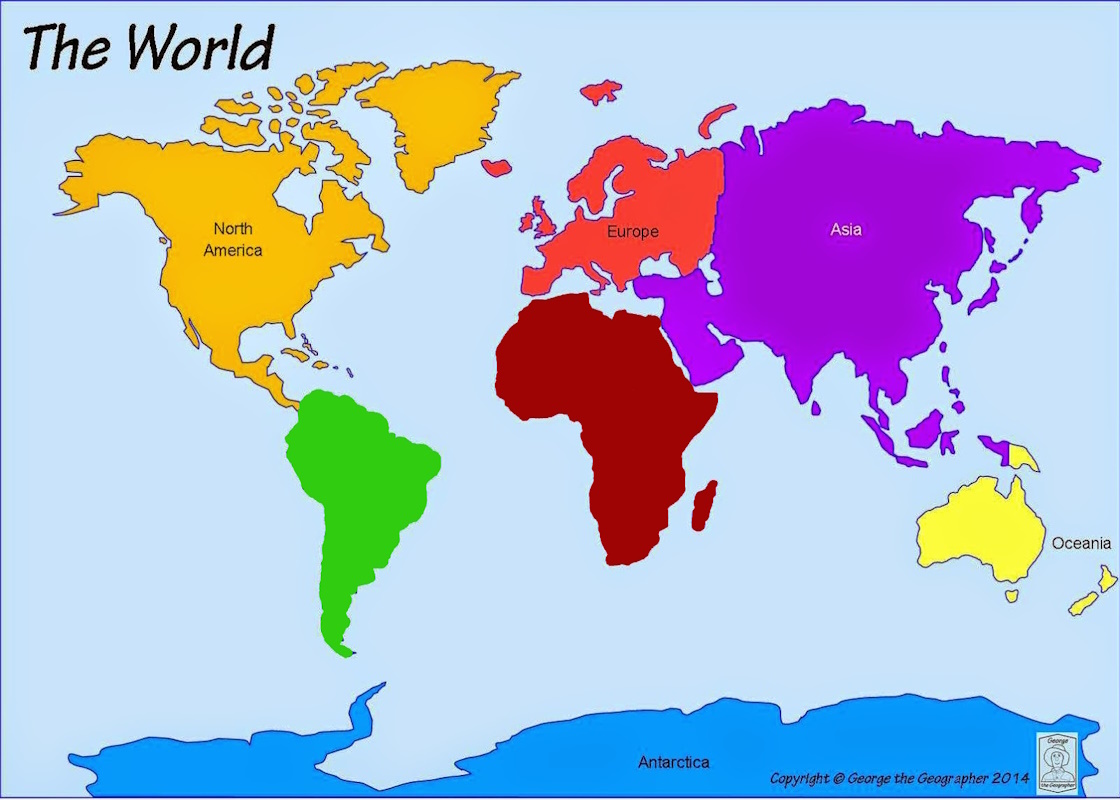 The World
North
America
Europe
Asia
Oceania
Antarctica
Copyright © George the Geographer 2014
George
the Geographer